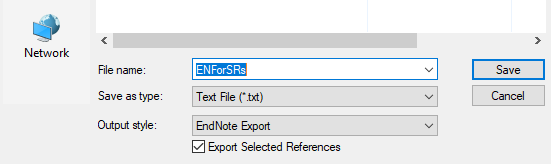 Network
File name: ENForSRs Save
Save as type: Text File (*.txt) Cancel
Output style: EndNote Export
Export Selected References